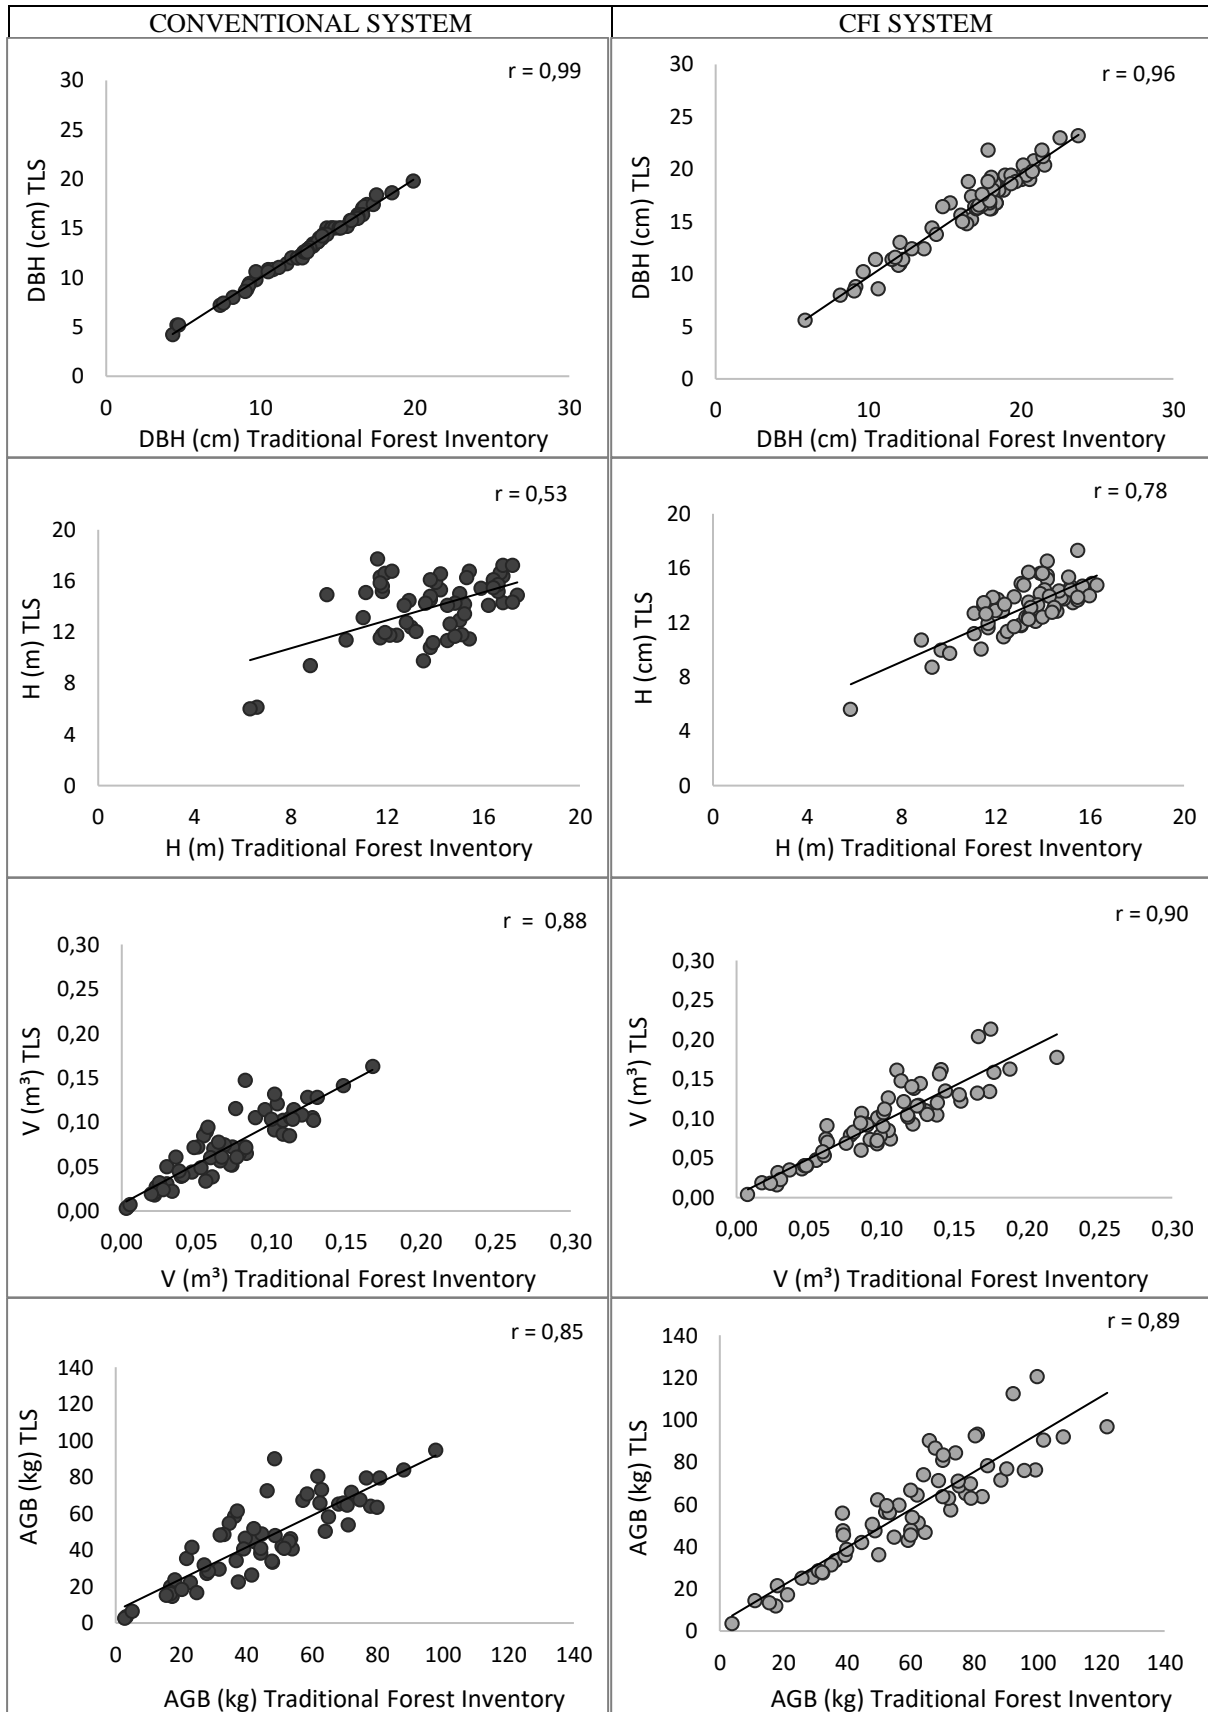 CONVENTIONAL SYSTEM
CFI SYSTEM
r = 0,99
30
25
20
15
10
5
0
0 10 20 30
DBH (cm) TLS
DBH (cm) Traditional Forest Inventory
r = 0,96
30
25
20
15
10
5
0
0 10 20 30
DBH (cm) TLS
DBH (cm) Traditional Forest Inventory
r = 0,53
20
16
12
8
4
0
0 4 8 12 16 20
H (m) TLS
H (m) Traditional Forest Inventory
r = 0,78
20
16
12
8
4
0
0 4 8 12 16 20
H (cm) TLS
H (m) Traditional Forest Inventory
r = 0,88
0,30
0,25
0,20
0,15
0,10
0,05
0,00
0,00 0,05 0,10 0,15 0,20 0,25 0,30
V (m³) TLS
V (m³) Traditional Forest Inventory
r = 0,90
0,30
0,25
0,20
0,15
0,10
0,05
0,00
0,00 0,05 0,10 0,15 0,20 0,25 0,30
V (m³) TLS
V (m³) Traditional Forest Inventory
r = 0,85
140
120
100
80
60
40
20
0
0 20 40 60 80 100 120 140
AGB (kg) TLS
AGB (kg) Traditional Forest Inventory
r = 0,89
140
120
100
80
60
40
20
0
0 20 40 60 80 100 120 140
AGB (kg) TLS
AGB (kg) Traditional Forest Inventory